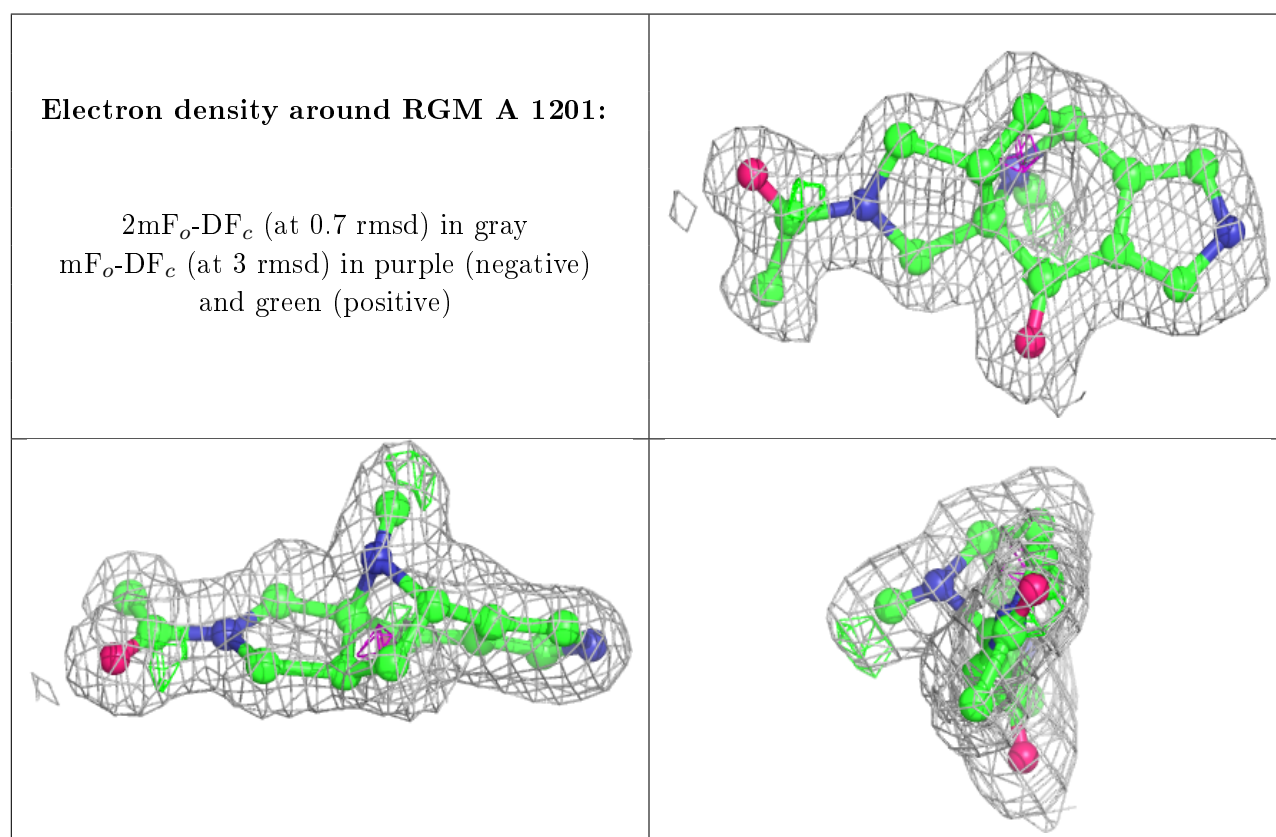 Electron density around RGM A 1201:
2mFo-DFc (at 0.7 rmsd) in gray
mFo-DFc (at 3 rmsd) in purple (negative)
and green (positive)